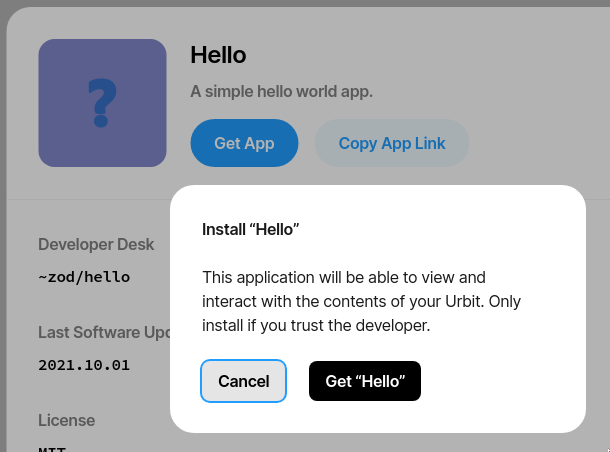 ?
Hello
A simple hello world app.
Get App
Copy App Link
Install “Hello”
This application will be able to view and
interact with the contents of your Urbit. Only
install if you trust the developer.
Cancel
Get “Hello”
Developer Desk
~zod/hello
Last Software
2021.10.01
License
MIT